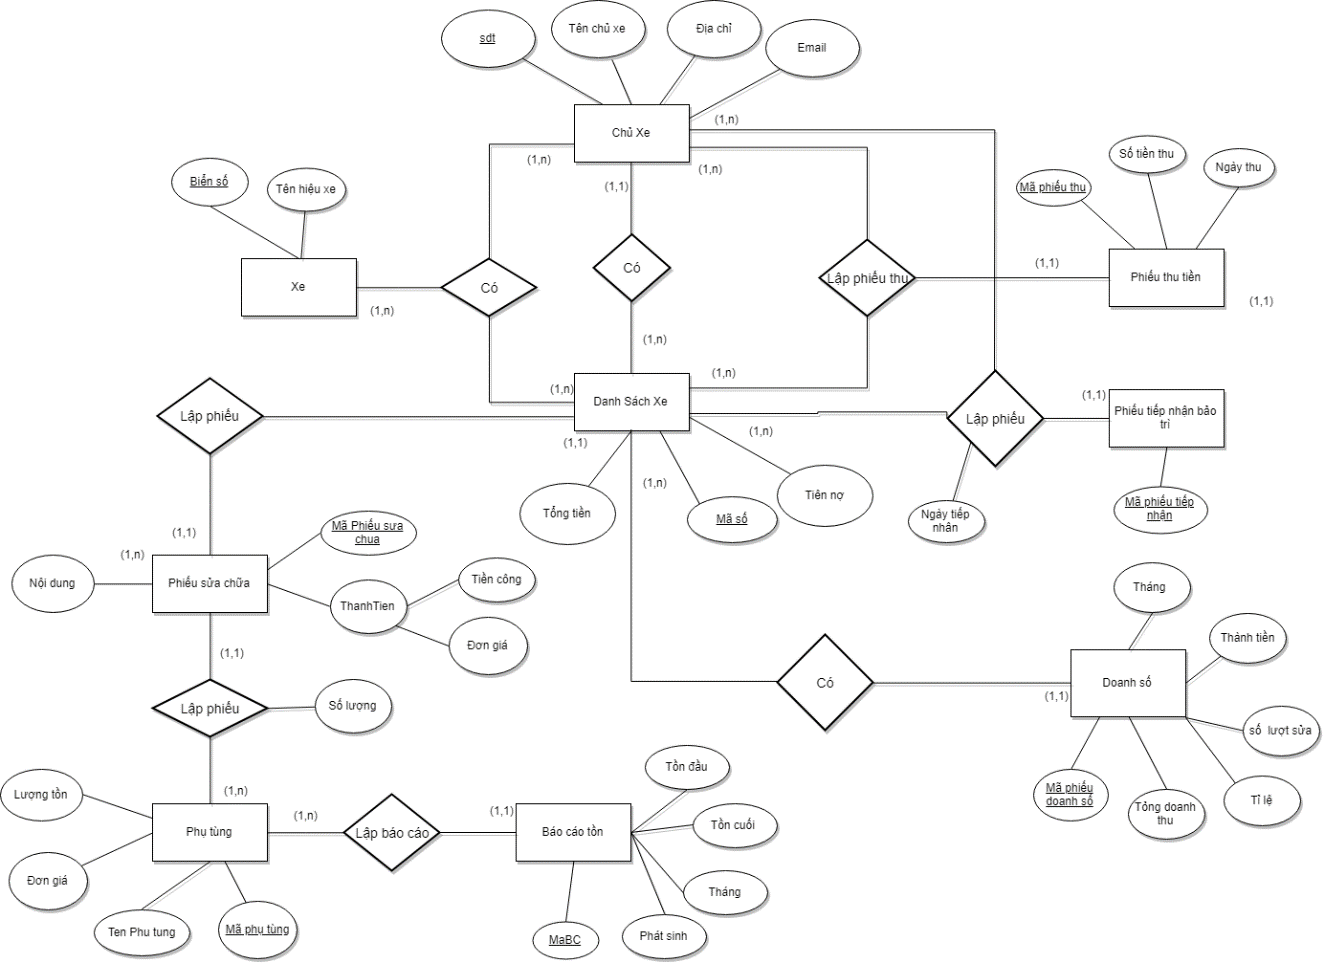 sdt
Tên chủ xe
Địa chỉ
Email
Chủ Xe
(1,n)
(1,n)
(1,1)
(1,n)
Biển số
Tên hiệu xe
Mã phiếu thu
Số tiền thu
Ngày thu
Xe
(1,n)
Có
Có
Lập phiếu thu
(1,1)
Phiếu thu tiền
(1,1)
(1,n)
(1,n)
(1,n)
Danh Sách Xe
Lập phiếu
(1,1)
(1,n)
(1,n)
Lập phiếu
(1,1)
Phiếu tiếp nhận bảo
trì
Tổng tiền
Mã số
Tiên nợ
Ngày tiếp
nhân
Mã phiếu tiếp
nhận
(1,1)
(1,n)
Mã Phiếu sưa
chua
Nội dung
Phiếu sửa chữa
ThanhTien
Tiền công
Đơn giá
(1,1)
Lập phiếu
Số lượng
(1,n)
Có
(1,1)
Doanh số
Tháng
Thành tiền
số  lượt sửa
Tỉ lệ
Tông doanh
thu
Mã phiếu
doanh số
Lượng tồn
Đơn giá
Phụ tùng
Ten Phu tung
Mã phụ tùng
(1,n)
Lập báo cáo
(1,1)
Báo cáo tồn
Tồn đầu
Tồn cuối
Tháng
Phát sinh
MaBC